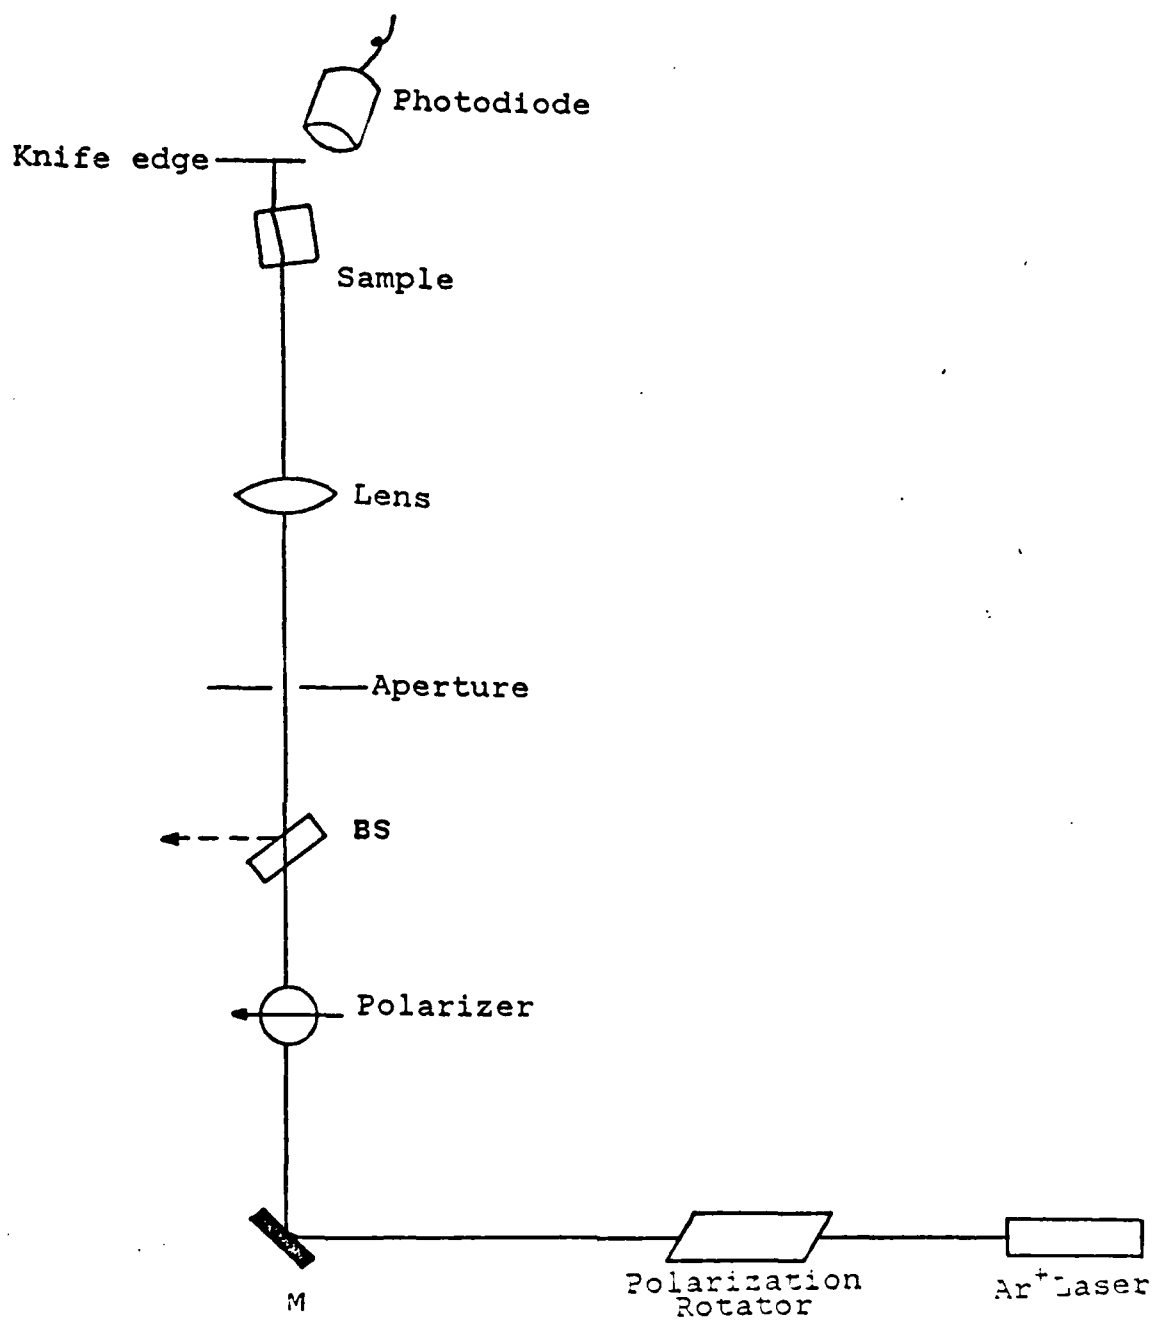 Photodiode
Knife edge
Sample
Lens
Aperture
BS
Polarizer
Polarization
Rotator
Ar+ Laser
M